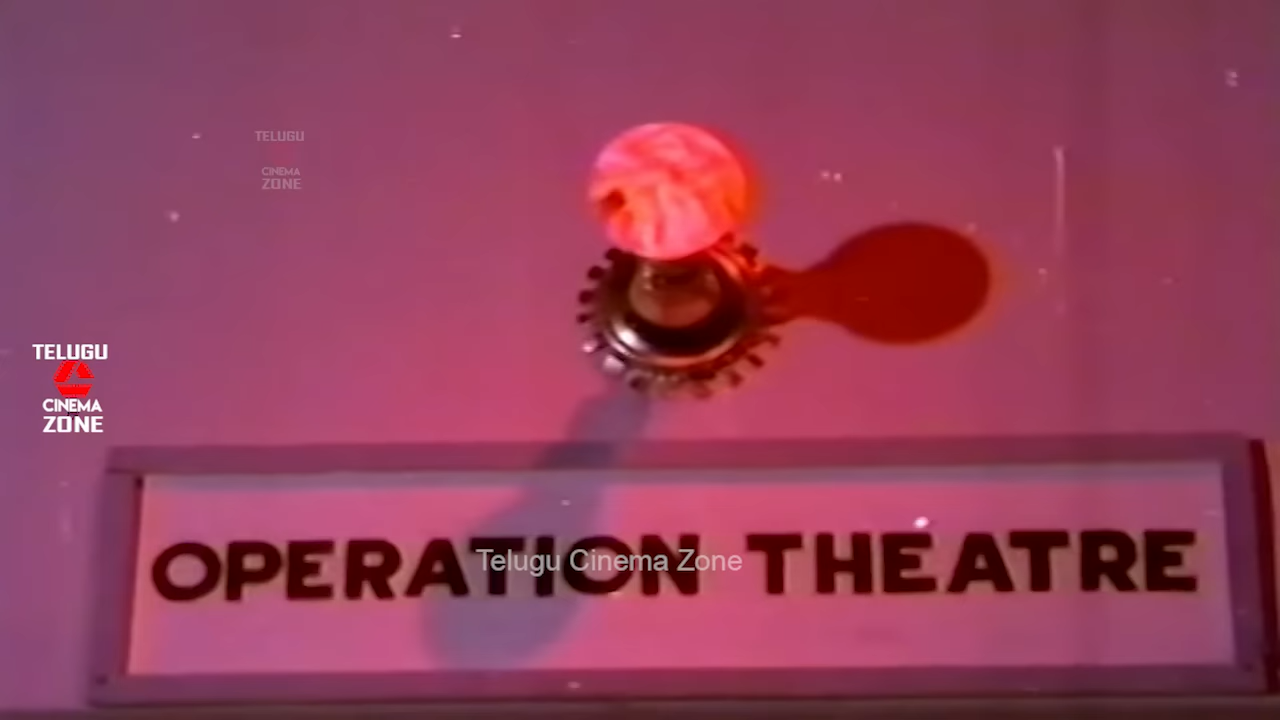 TELUGU
CINEMA
ZONE
TELUGU
CINEMA
ZONE
OPERATION THEATRE
Telugu Cinema Zone